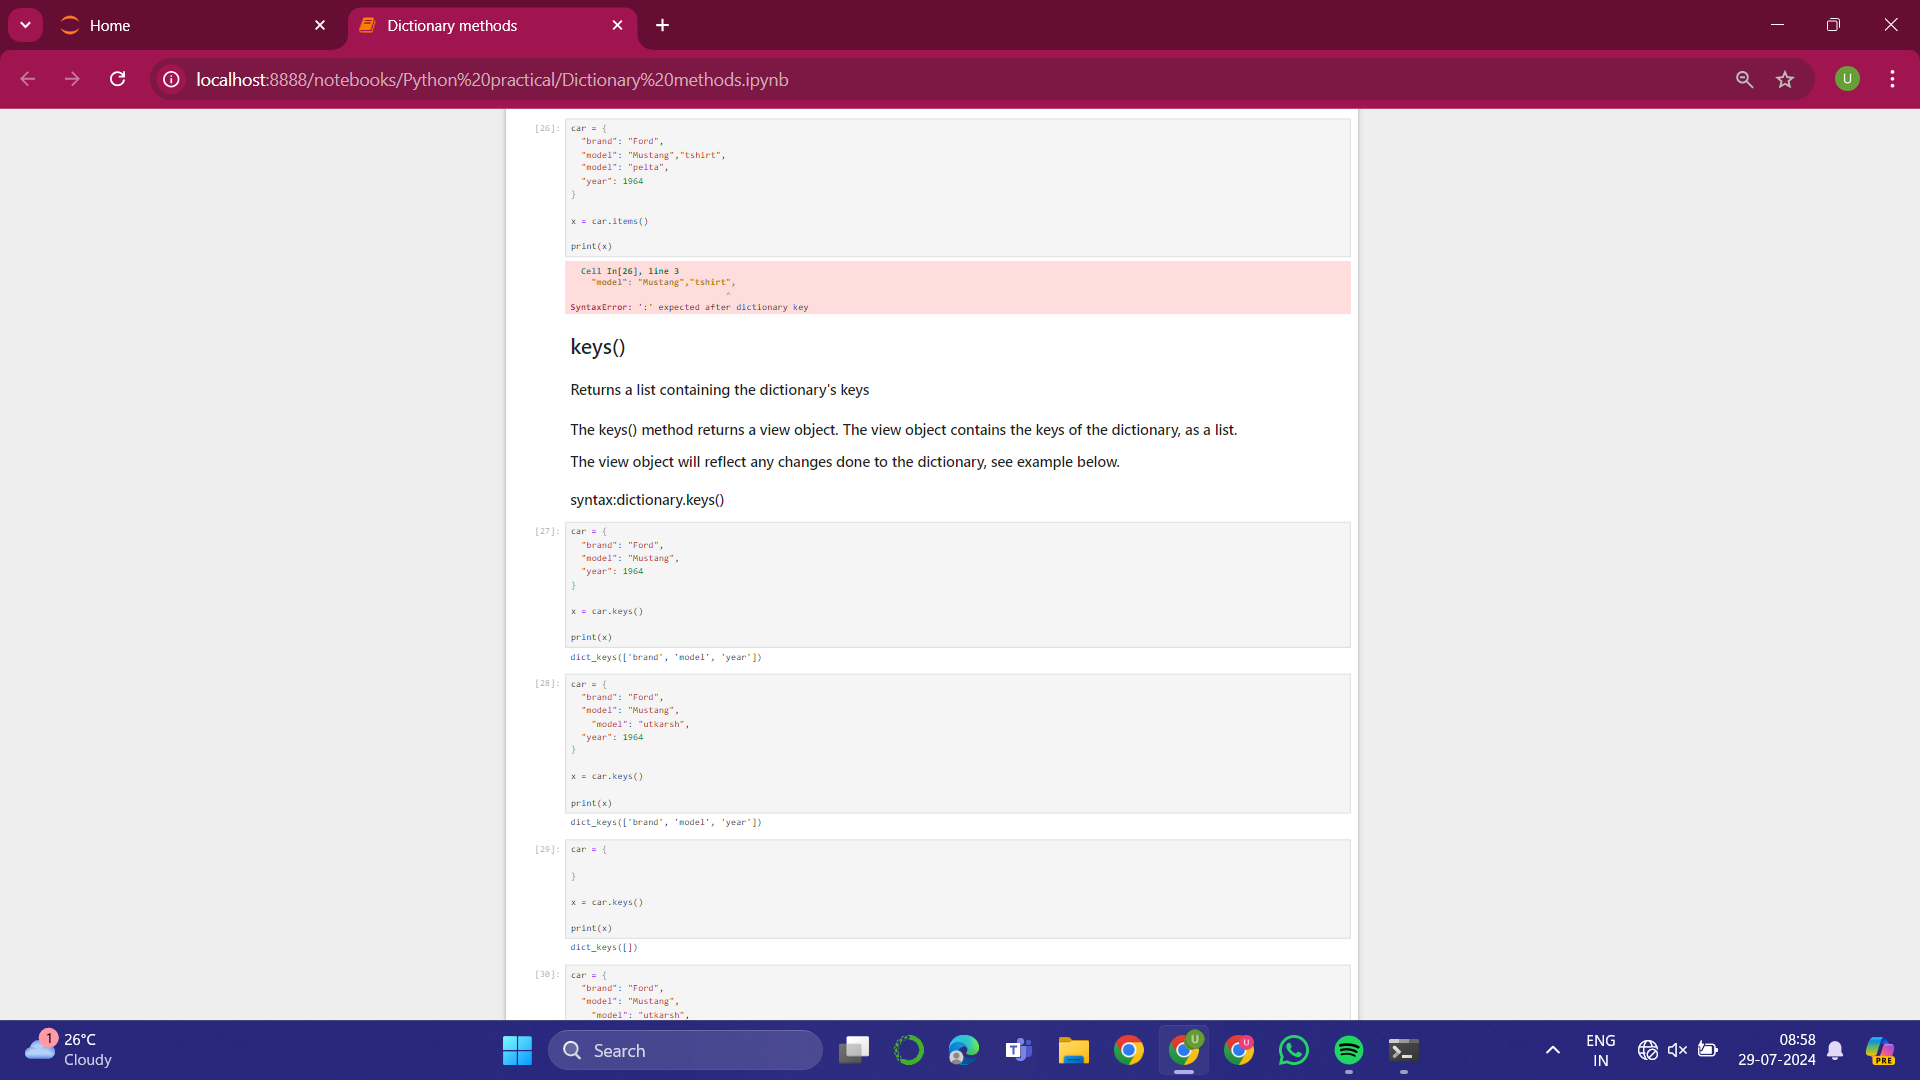 Home
Dictionary methods
localhost:8888/notebooks/Python%20practical/Dictionary%20methods.ipynb
U
[26]:
car = {
"brand": "Ford",
"model": "Mustang","tshirt",
"model": "pelta",
"year": 1964
}
x = car.items()
print(x)
Cell In[26], line 3
"model": "Mustang","tshirt",
^
SyntaxError: ':' expected after dictionary key
keys()
Returns a list containing the dictionary's keys
The keys() method returns a view object. The view object contains the keys of the dictionary, as a list.
The view object will reflect any changes done to the dictionary, see example below.
syntax:dictionary.keys()
[27]:
car = {
"brand": "Ford",
"model": "Mustang",
"year": 1964
}
x = car.keys()
print(x)
dict_keys(['brand', 'model', 'year'])
[28]:
car = {
"brand": "Ford",
"model": "Mustang",
"model": "utkarsh",
"year": 1964
}
x = car.keys()
print(x)
dict_keys(['brand', 'model', 'year'])
[29]:
car = {
}
x = car.keys()
print(x)
dict_keys([])
[30]:
car = {
"brand": "Ford",
"model": "Mustang",
"model": "utkarsh",
1
26°C
Cloudy
Search
U
U
ENG
IN
08:58
29-07-2024
PRE